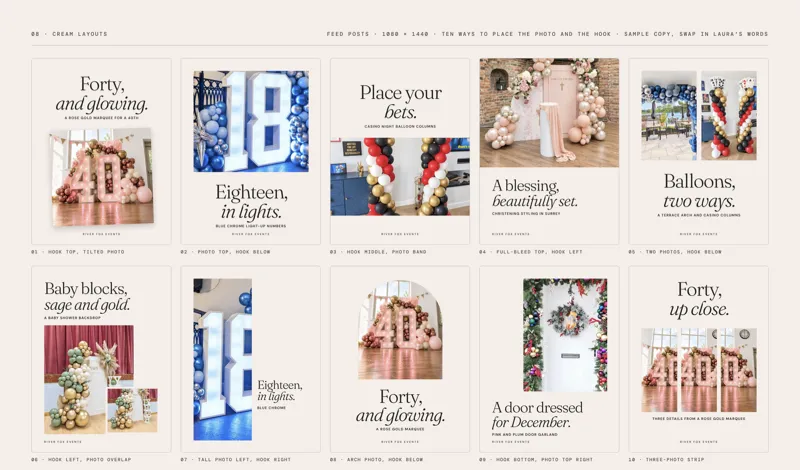 08 · CREAM LAYOUTS
FEED POSTS · 1080 × 1440 · TEN WAYS TO PLACE THE PHOTO AND THE HOOK · SAMPLE COPY, SWAP IN LAURA'S WORDS
Forty,
and glowing.
A ROSE GOLD MARQUEE FOR A 40TH
40
RIVER FOX EVENTS
01 · HOOK TOP, TILTED PHOTO
18
Eighteen,
in lights.
BLUE CHROME LIGHT-UP NUMBERS
RIVER FOX EVENTS
02 · PHOTO TOP, HOOK BELOW
Place your
bets.
CASINO NIGHT BALLOON COLUMNS
RIVER FOX EVENTS
03 · HOOK MIDDLE, PHOTO BAND
A blessing,
beautifully set.
CHRISTENING STYLING IN SURREY
RIVER FOX EVENTS
04 · FULL-BLEED TOP, HOOK LEFT
Balloons,
two ways.
A TERRACE ARCH AND CASINO COLUMNS
RIVER FOX EVENTS
05 · TWO PHOTOS, HOOK BELOW
Baby blocks,
sage and gold.
A BABY SHOWER BACKDROP
RIVER FOX EVENTS
06 · HOOK LEFT, PHOTO OVERLAP
18
Eighteen,
in lights.
BLUE CHROME
RIVER FOX EVENTS
07 · TALL PHOTO LEFT, HOOK RIGHT
40
Forty,
and glowing.
A ROSE GOLD MARQUEE
RIVER FOX EVENTS
08 · ARCH PHOTO, HOOK BELOW
A door dressed
for December.
PINK AND PLUM DOOR GARLAND
RIVER FOX EVENTS
09 · HOOK BOTTOM, PHOTO TOP RIGHT
Forty,
up close.
40
THREE DETAILS FROM A ROSE GOLD MARQUEE
RIVER FOX EVENTS
10 · THREE-PHOTO STRIP